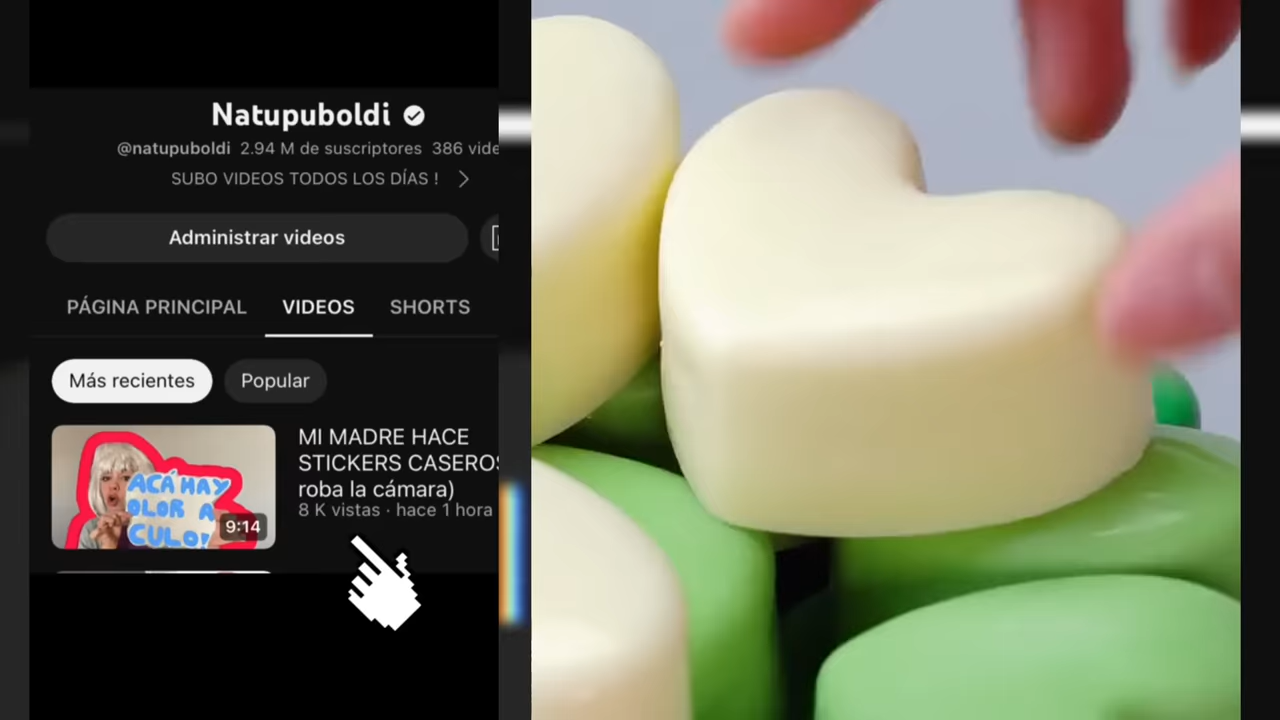 Natupuboldi
@natupuboldi 2.94 M de suscriptores 386 vide
SUBO VIDEOS TODOS LOS DÍAS !
Administrar videos
PÁGINA PRINCIPAL VIDEOS SHORTS
Más recientes Popular
MI MADRE HACE
STICKERS CASEROS
roba la cámara)
8 K vistas · hace 1 hora
ACÁ HAY
OLOR A
CULO!
9:14